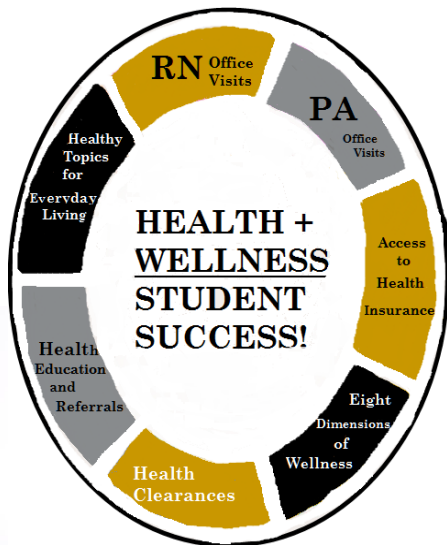 RN Office
Visits
PA
Office
Visits
Access
to
Health
Insurance
Eight
Dimensions
of
Wellness
Health
Clearances
Health
Education
and
Referrals
Healthy
Topics
for
Everyday
Living
HEALTH +
WELLNESS
STUDENT
SUCCESS!